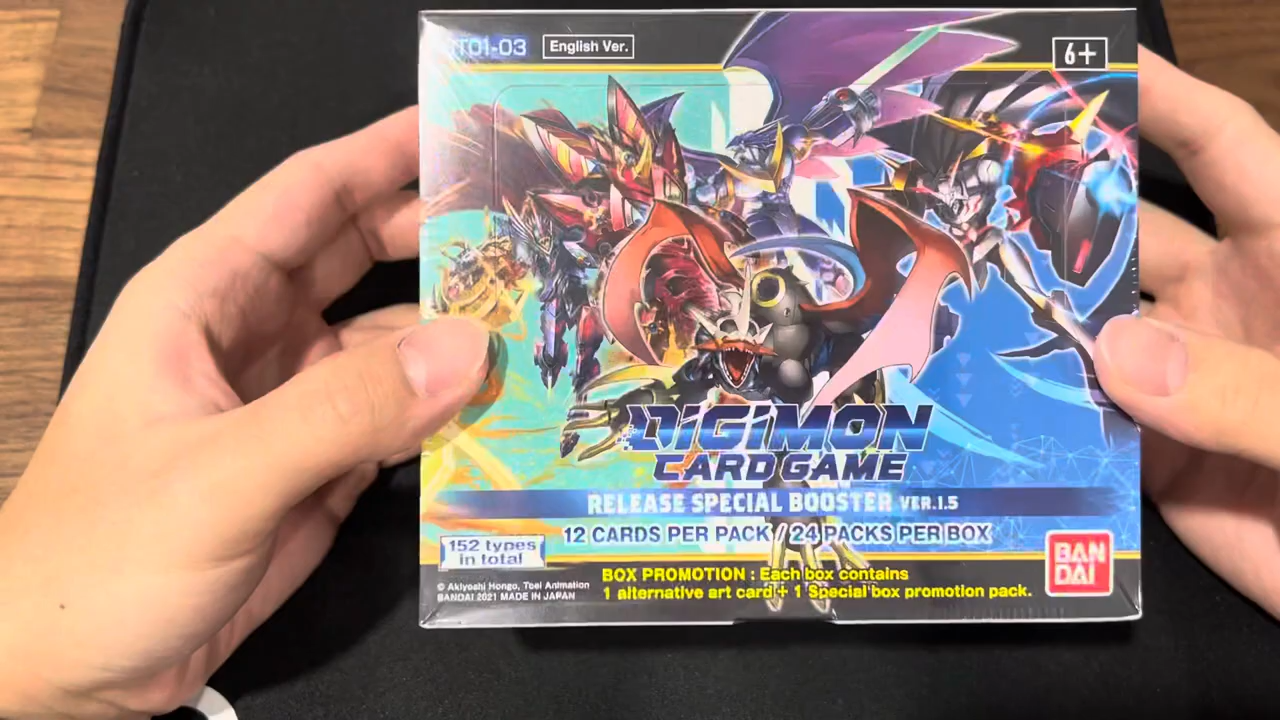 BT01-03
English Ver.
6+
DIGIMON
CARD GAME
RELEASE SPECIAL BOOSTER VER.1.5
12 CARDS PER PACK / 24 PACKS PER BOX
152 types
in total
BAN
DAI
BOX PROMOTION : Each box contains
1 alternative art card + 1 Special box promotion pack.
© Akiyoshi Hongo, Toei Animation
BANDAI 2021 MADE IN JAPAN